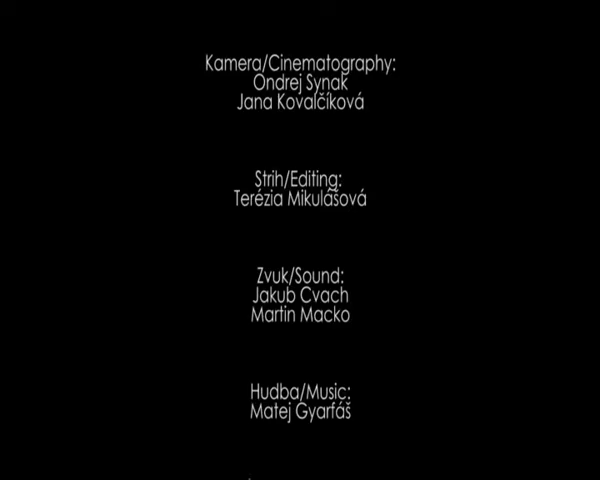 Kamera/Cinematography:
Ondrej Synak
Jana Kovalčíková
Strih/Editing:
Terézia Mikulášová
Zvuk/Sound:
Jakub Cvach
Martin Macko
Hudba/Music:
Matej Gyarfáš